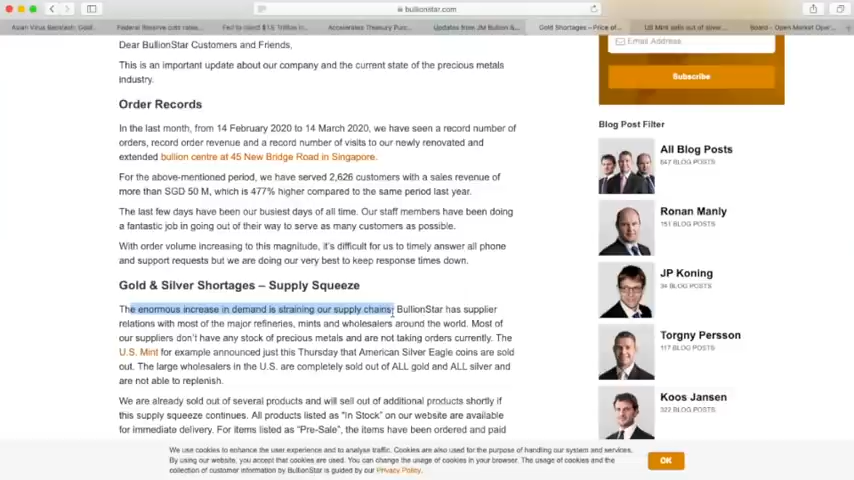 bullionstar.com
Asian Virus Backstab: Gold...
Federal Reserve cuts rates...
Fed to Inject $1.5 Trillion in...
Accelerates Treasury Purc...
Updates from JM Bullion &...
Gold Shortages – Price of...
US Mint sells out of silver...
Board - Open Market Oper...
Dear BullionStar Customers and Friends,
This is an important update about our company and the current state of the precious metals
industry.
Order Records
In the last month, from 14 February 2020 to 14 March 2020, we have seen a record number of
orders, record order revenue and a record number of visits to our newly renovated and
extended bullion centre at 45 New Bridge Road in Singapore.
For the above-mentioned period, we have served 2,626 customers with a sales revenue of
more than SGD 50 M, which is 477% higher compared to the same period last year.
The last few days have been our busiest days of all time. Our staff members have been doing
a fantastic job in going out of their way to serve as many customers as possible.
With order volume increasing to this magnitude, it's difficult for us to timely answer all phone
and support requests but we are doing our very best to keep response times down.
Gold & Silver Shortages – Supply Squeeze
The enormous increase in demand is straining our supply chains. BullionStar has supplier
relations with most of the major refineries, mints and wholesalers around the world. Most of
our suppliers don't have any stock of precious metals and are not taking orders currently. The
U.S. Mint for example announced just this Thursday that American Silver Eagle coins are sold
out. The large wholesalers in the U.S. are completely sold out of ALL gold and ALL silver and
are not able to replenish.
We are already sold out of several products and will sell out of additional products shortly if
this supply squeeze continues. All products listed as "In Stock" on our website are available
for immediate delivery. For items listed as "Pre-Sale", the items have been ordered and paid
Email Address
Subscribe
Blog Post Filter
All Blog Posts
647 BLOG POSTS
Ronan Manly
151 BLOG POSTS
JP Koning
34 BLOG POSTS
Torgny Persson
117 BLOG POSTS
Koos Jansen
322 BLOG POSTS
We use cookies to enhance the user experience and to analyse traffic. Cookies are also used for the purpose of handling our system and services.
By using our website, you accept that cookies are used. You can change the usage of cookies in your browser. The usage of cookies and the
collection of customer information by BullionStar is guided by our Privacy Policy.
OK